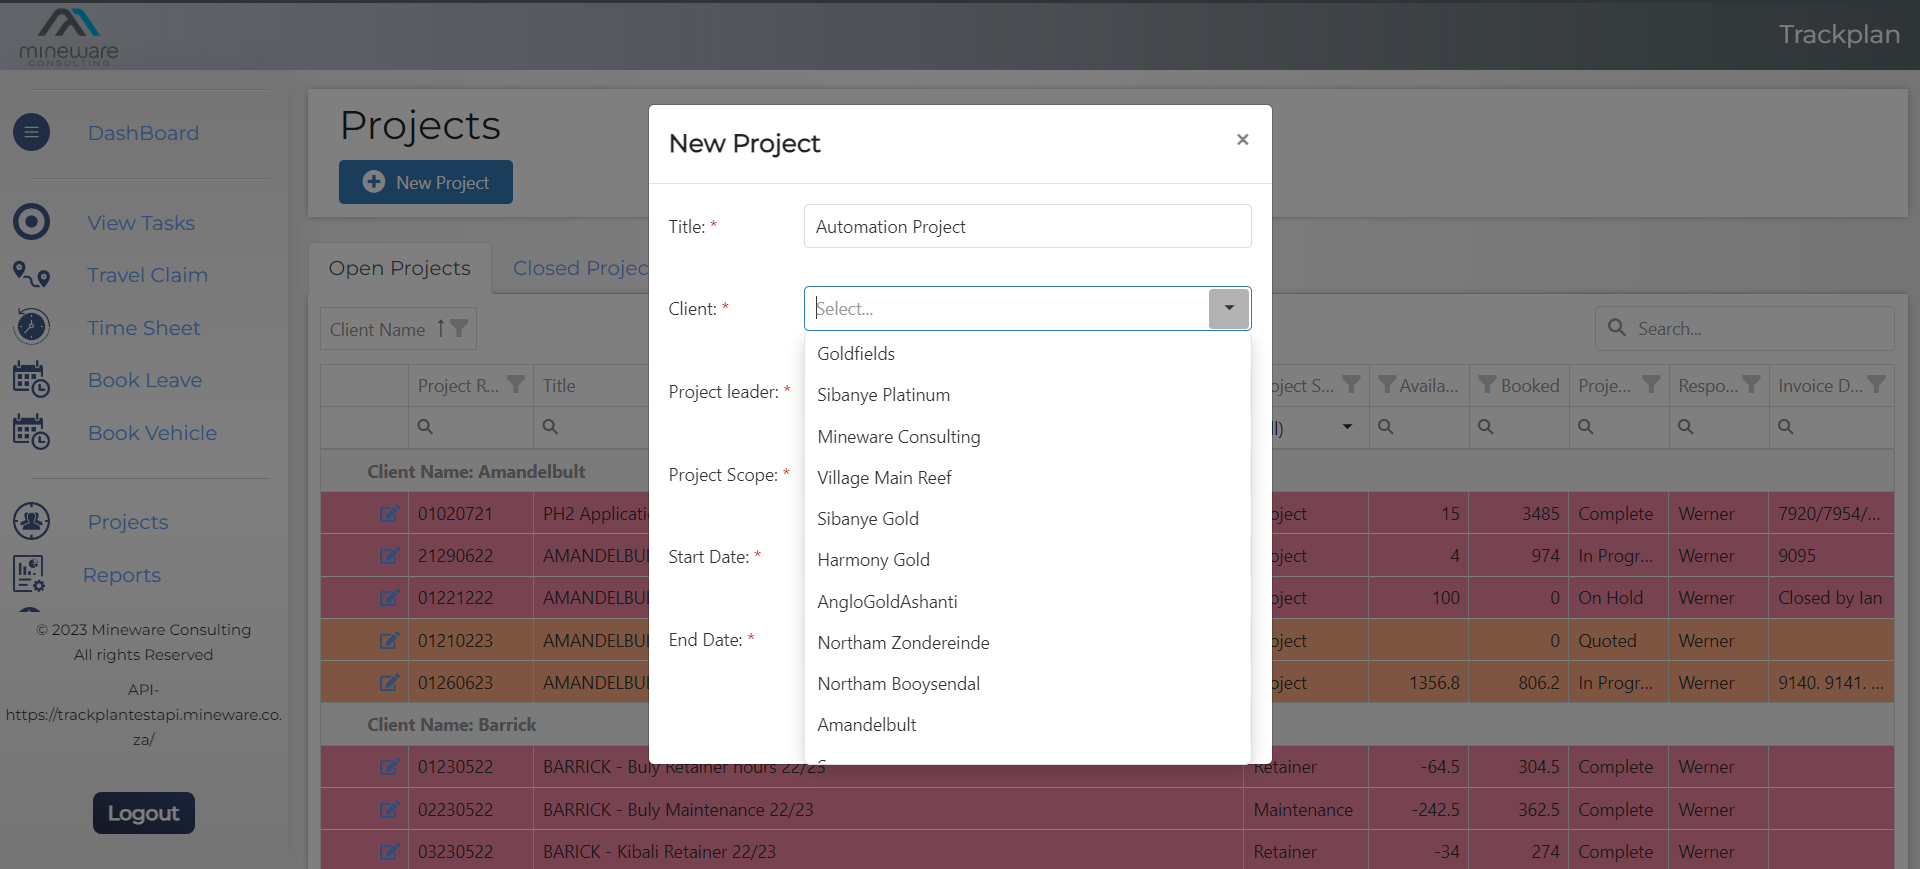 mineware
CONSULTING
Trackplan
DashBoard
View Tasks
Travel Claim
Time Sheet
Book Leave
Book Vehicle
Projects
Reports
© 2023 Mineware Consulting
All rights Reserved
API-
https://trackplantestapi.mineware.co.
za/
Logout
Projects
New Project
Open Projects Closed Projec
Client Name
Search...
Project R... Title oject S... Availa... Booked Proje... Respo... Invoice D...
ll)
Client Name: Amandelbult
01020721 PH2 Applicati oject 15 3485 Complete Werner 7920/7954/...
21290622 AMANDELBU oject 4 974 In Progr... Werner 9095
01221222 AMANDELBU oject 100 0 On Hold Werner Closed by Ian
01210223 AMANDELBU oject 0 Quoted Werner
01260623 AMANDELBU oject 1356.8 806.2 In Progr... Werner 9140. 9141. ...
Client Name: Barrick
01230522 BARRICK - Buly Retainer hours 22/23 Retainer -64.5 304.5 Complete Werner
02230522 BARRICK - Buly Maintenance 22/23 Maintenance -242.5 362.5 Complete Werner
03230522 BARICK - Kibali Retainer 22/23 Retainer -34 274 Complete Werner
New Project ×
Title: * Automation Project
Client: * Select...
Project leader: *
Project Scope: *
Start Date: *
End Date: *
Goldfields
Sibanye Platinum
Mineware Consulting
Village Main Reef
Sibanye Gold
Harmony Gold
AngloGoldAshanti
Northam Zondereinde
Northam Booysendal
Amandelbult